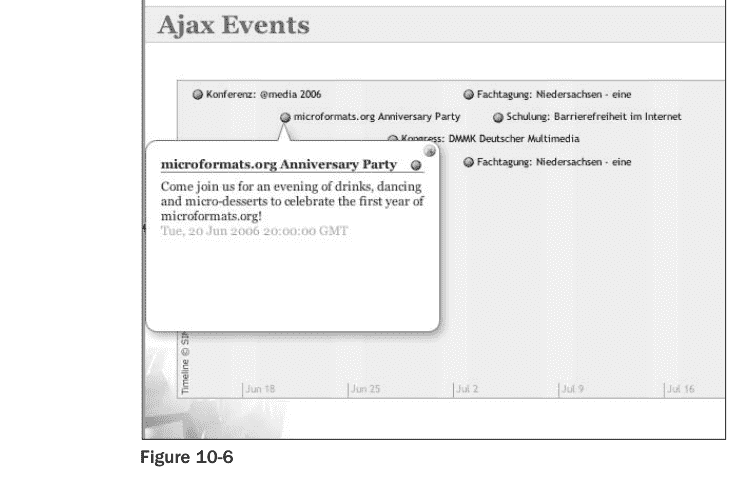 Ajax Events
Konferenz: @media 2006
Fachtagung: Niedersachsen - eine
microformats.org Anniversary Party
Schulung: Barrierefreiheit im Internet
Kongress: DMMK Deutscher Multimedia
microformats.org Anniversary Party
Fachtagung: Niedersachsen - eine
Come join us for an evening of drinks, dancing
and micro-desserts to celebrate the first year of
microformats.org!
Tue, 20 Jun 2006 20:00:00 GMT
Timeline ©
Jun 18
Jun 25
Jul 2
Jul 9
Jul 16
Figure 10-6